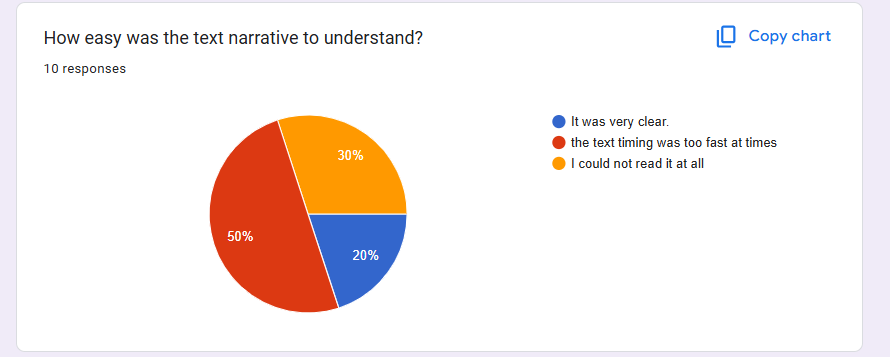 How easy was the text narrative to understand?
Copy chart
10 responses
It was very clear.
the text timing was too fast at times
I could not read it at all
30%
50%
20%